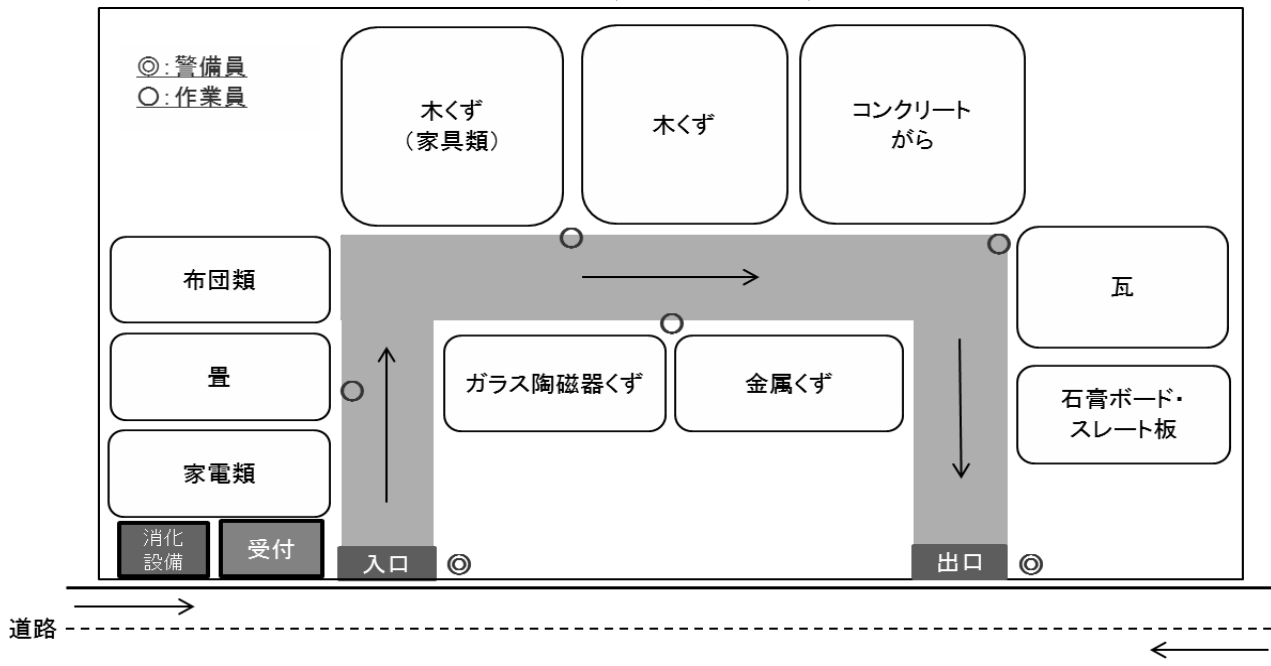 ◎：警備員
○：作業員
木くず
（家具類）
木くず
コンクリート
がら
布団類
瓦
畳
ガラス陶磁器くず
金属くず
石膏ボード・
スレート板
家電類
消化
設備
受付
入口
出口
道路